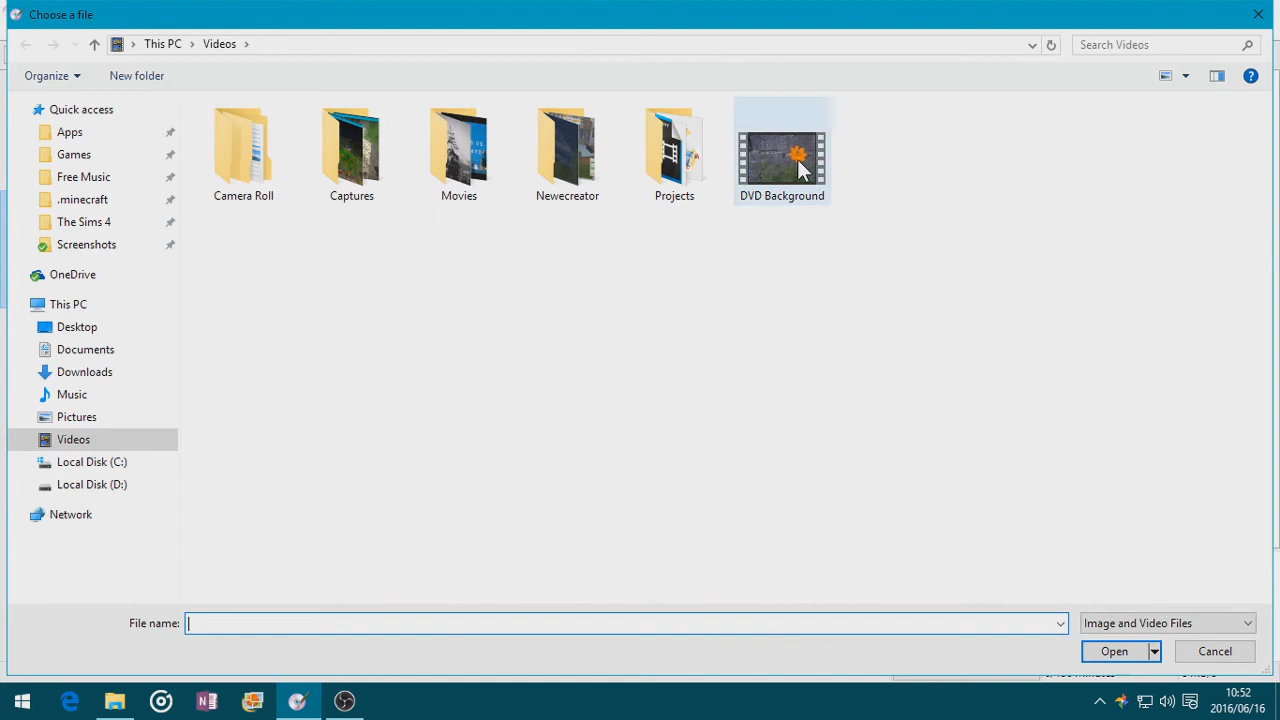 Choose a file
This PC
Videos
Search Videos
Organize
New folder
Quick access
Apps
Games
Free Music
.minecraft
The Sims 4
Screenshots
OneDrive
This PC
Desktop
Documents
Downloads
Music
Pictures
Videos
Local Disk (C:)
Local Disk (D:)
Network
Camera Roll
Captures
Movies
Newecreator
Projects
DVD Background
File name:
Image and Video Files
Open
Cancel
10:52
2016/06/16